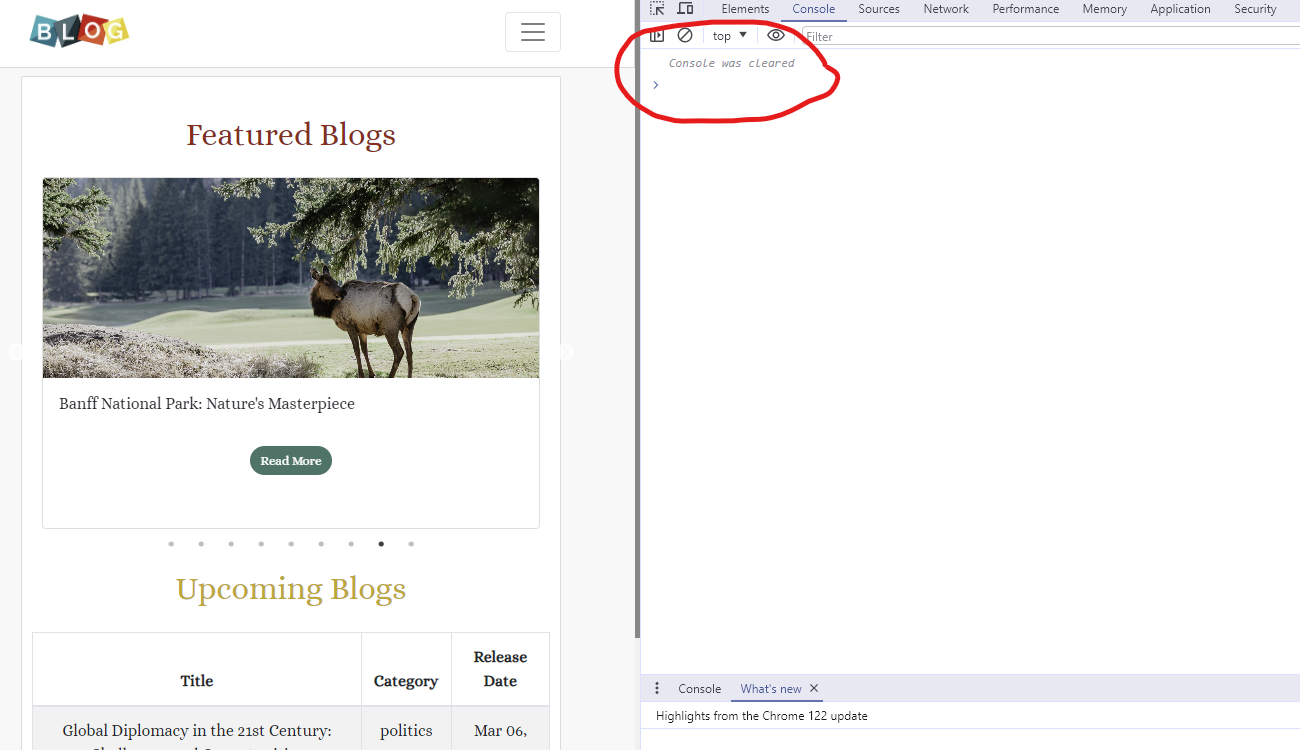 BLOG
Featured Blogs
Banff National Park: Nature's Masterpiece
Read More
Upcoming Blogs
Title Category Release Date
Global Diplomacy in the 21st Century: politics Mar 06,
Elements Console Sources Network Performance Memory Application Security
top Filter
Console was cleared
Console What's new
Highlights from the Chrome 122 update